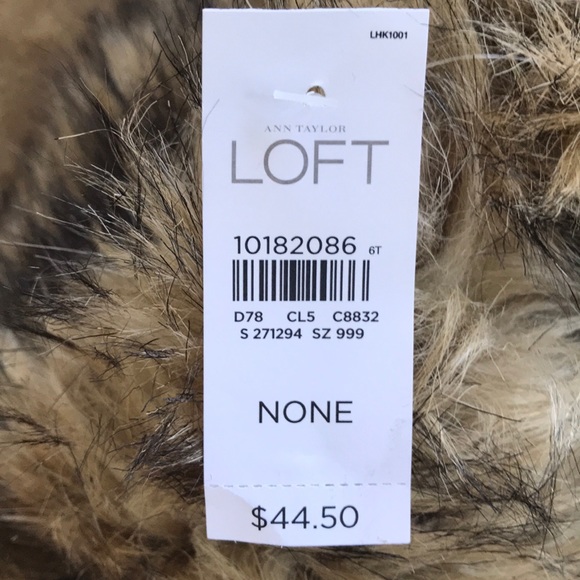 LHK1001
ANN TAYLOR
LOFT
10182086 6T
D78 CL5 C8832
S 271294 SZ 999
NONE
$44.50